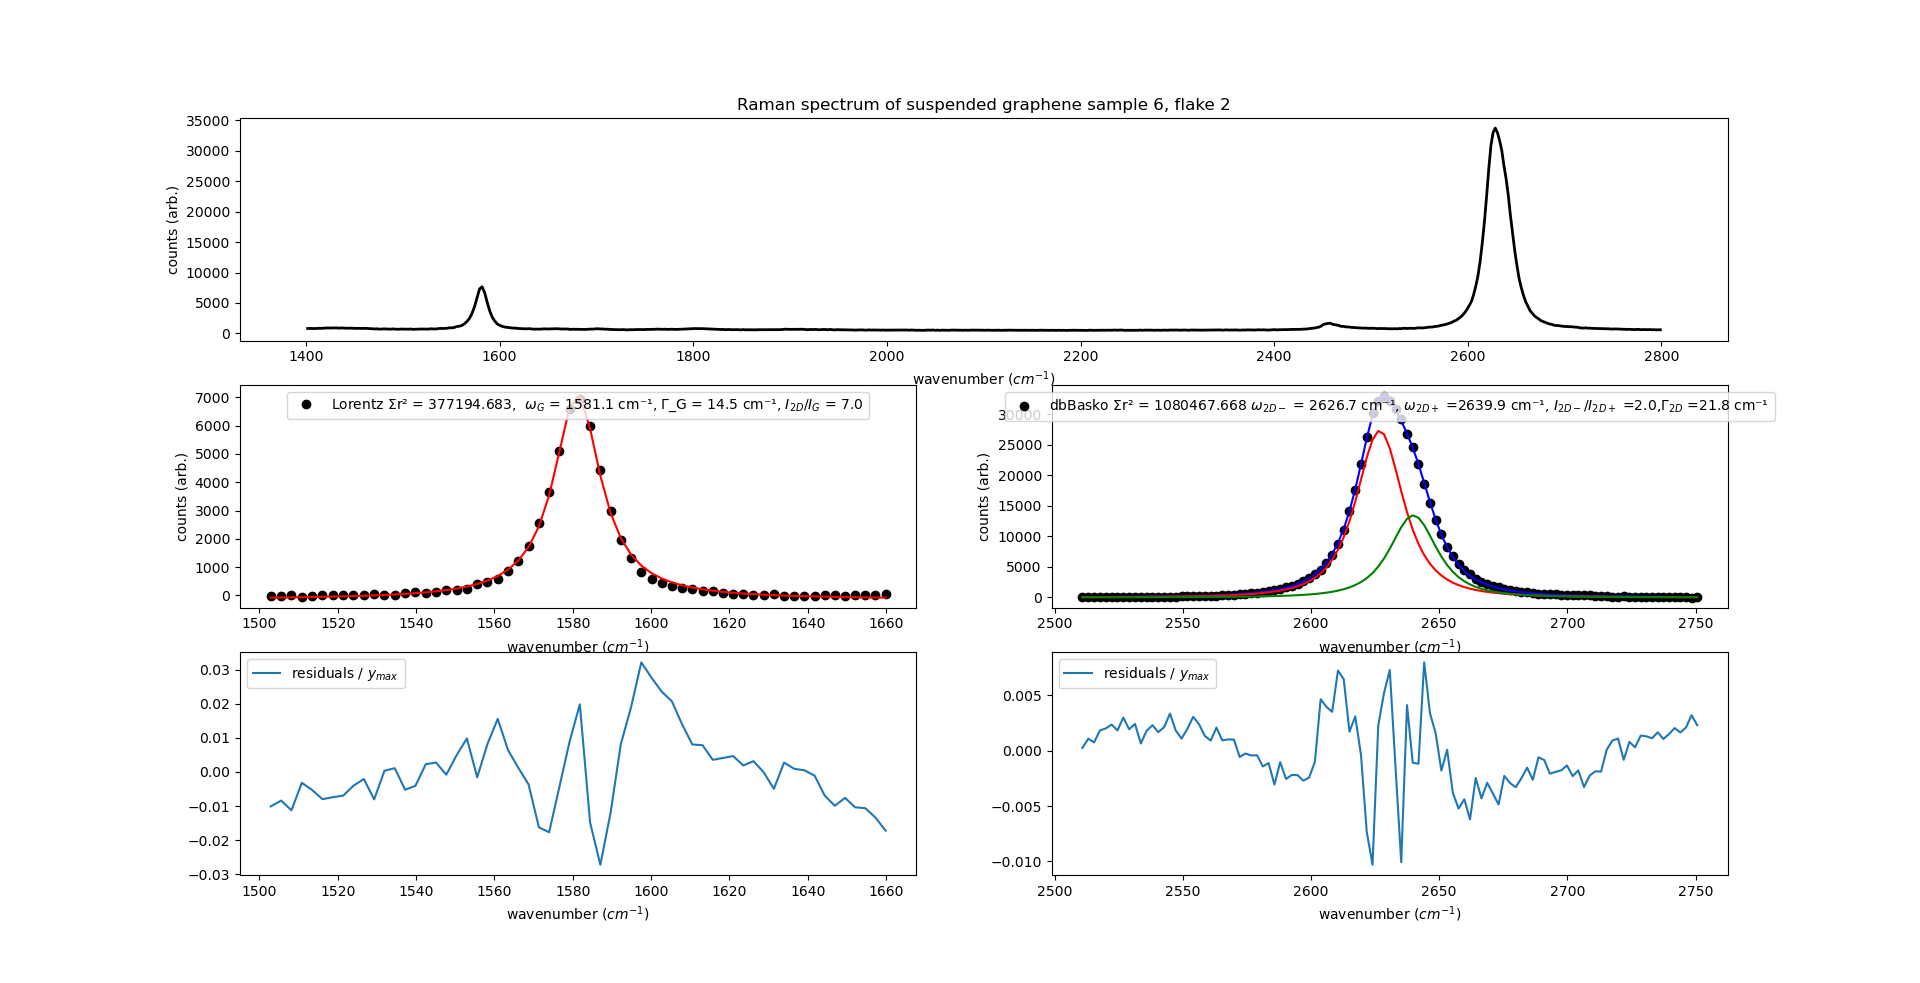 Raman spectrum of suspended graphene sample 6, flake 2
counts (arb.)
35000
30000
25000
20000
15000
10000
5000
0
1400 1600 1800 2000 2200 2400 2600 2800
wavenumber (cm⁻¹)
Lorentz Σr² = 377194.683, ω_G = 1581.1 cm⁻¹, Γ_G = 14.5 cm⁻¹, I_2D/I_G = 7.0
counts (arb.)
7000
6000
5000
4000
3000
2000
1000
0
1500 1520 1540 1560 1580 1600 1620 1640 1660
wavenumber (cm⁻¹)
dbBasko Σr² = 1080467.668 ω_2D− = 2626.7 cm⁻¹, ω_2D+ =2639.9 cm⁻¹, I_2D−/I_2D+ =2.0,Γ_2D =21.8 cm⁻¹
counts (arb.)
30000
25000
20000
15000
10000
5000
0
2500 2550 2600 2650 2700 2750
wavenumber (cm⁻¹)
residuals / y_max
0.03
0.02
0.01
0.00
−0.01
−0.02
−0.03
1500 1520 1540 1560 1580 1600 1620 1640 1660
wavenumber (cm⁻¹)
residuals / y_max
0.005
0.000
−0.005
−0.010
2500 2550 2600 2650 2700 2750
wavenumber (cm⁻¹)